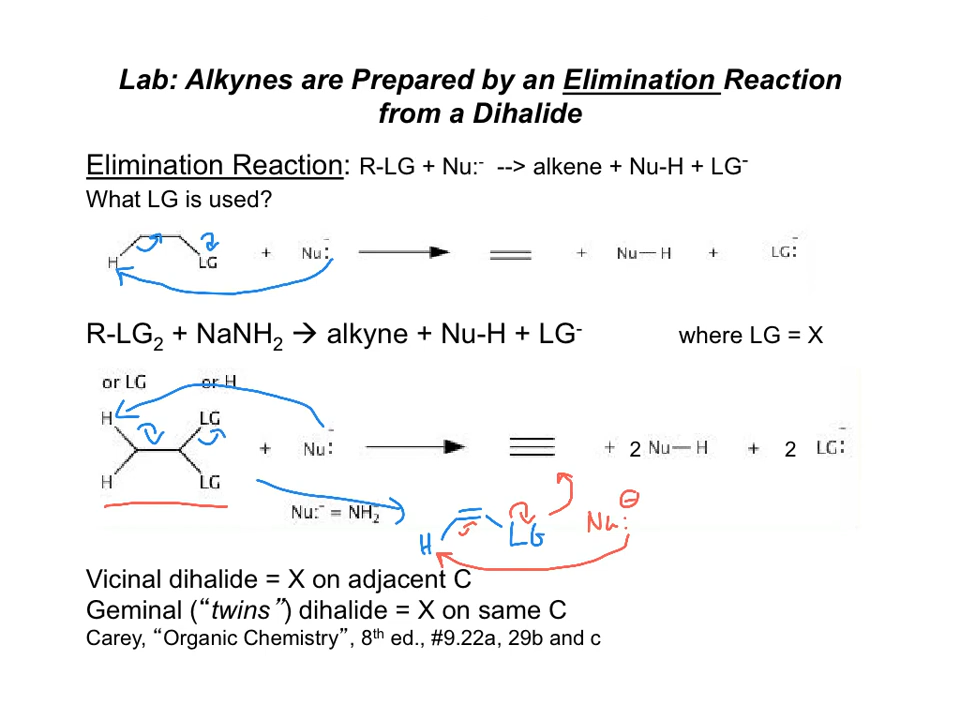 Lab: Alkynes are Prepared by an Elimination Reaction
from a Dihalide
Elimination Reaction: R-LG + Nu:⁻ --> alkene + Nu-H + LG⁻
What LG is used?
H LG + Nu:⁻ + Nu—H + LG:⁻
R-LG₂ + NaNH₂ → alkyne + Nu-H + LG⁻ where LG = X
or LG or H
H LG
+ Nu:⁻ + 2 Nu—H + 2 LG:⁻
H LG
Nu:⁻ = NH₂
H LG Nu:⊖
Vicinal dihalide = X on adjacent C
Geminal (“twins”) dihalide = X on same C
Carey, “Organic Chemistry”, 8th ed., #9.22a, 29b and c